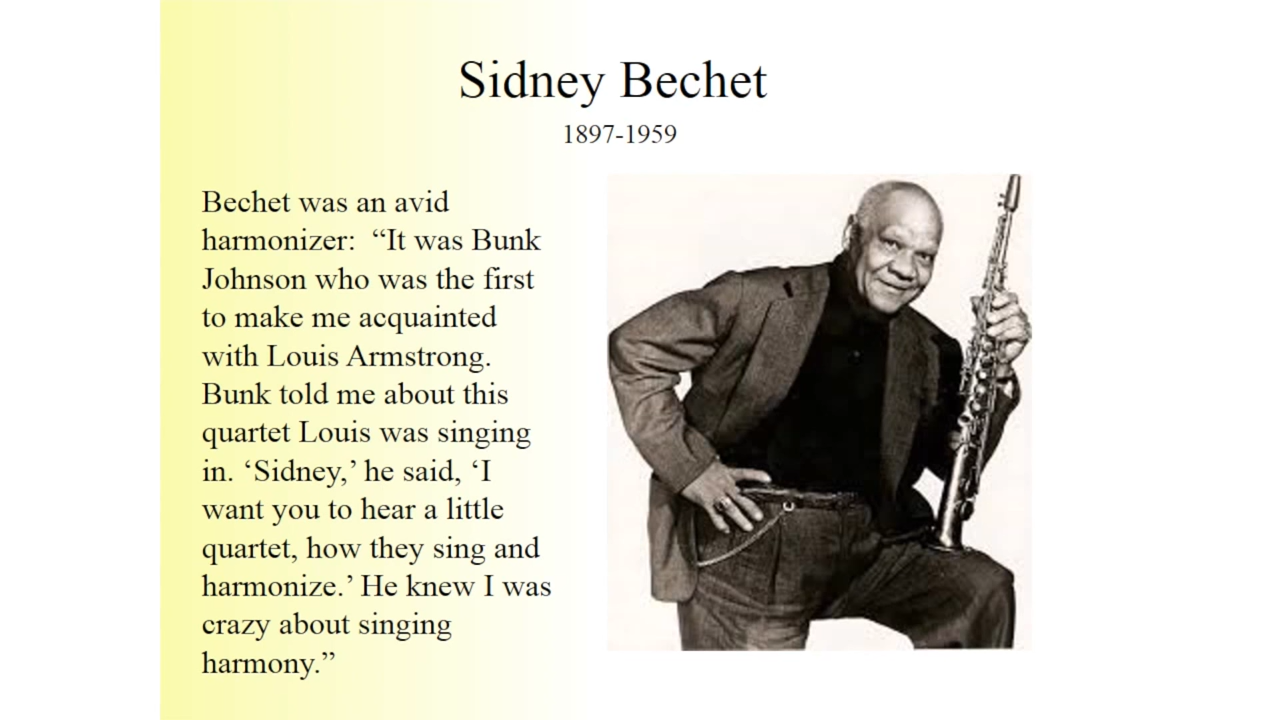 Sidney Bechet
1897-1959
Bechet was an avid
harmonizer:  “It was Bunk
Johnson who was the first
to make me acquainted
with Louis Armstrong.
Bunk told me about this
quartet Louis was singing
in. ‘Sidney,’ he said, ‘I
want you to hear a little
quartet, how they sing and
harmonize.’ He knew I was
crazy about singing
harmony.”